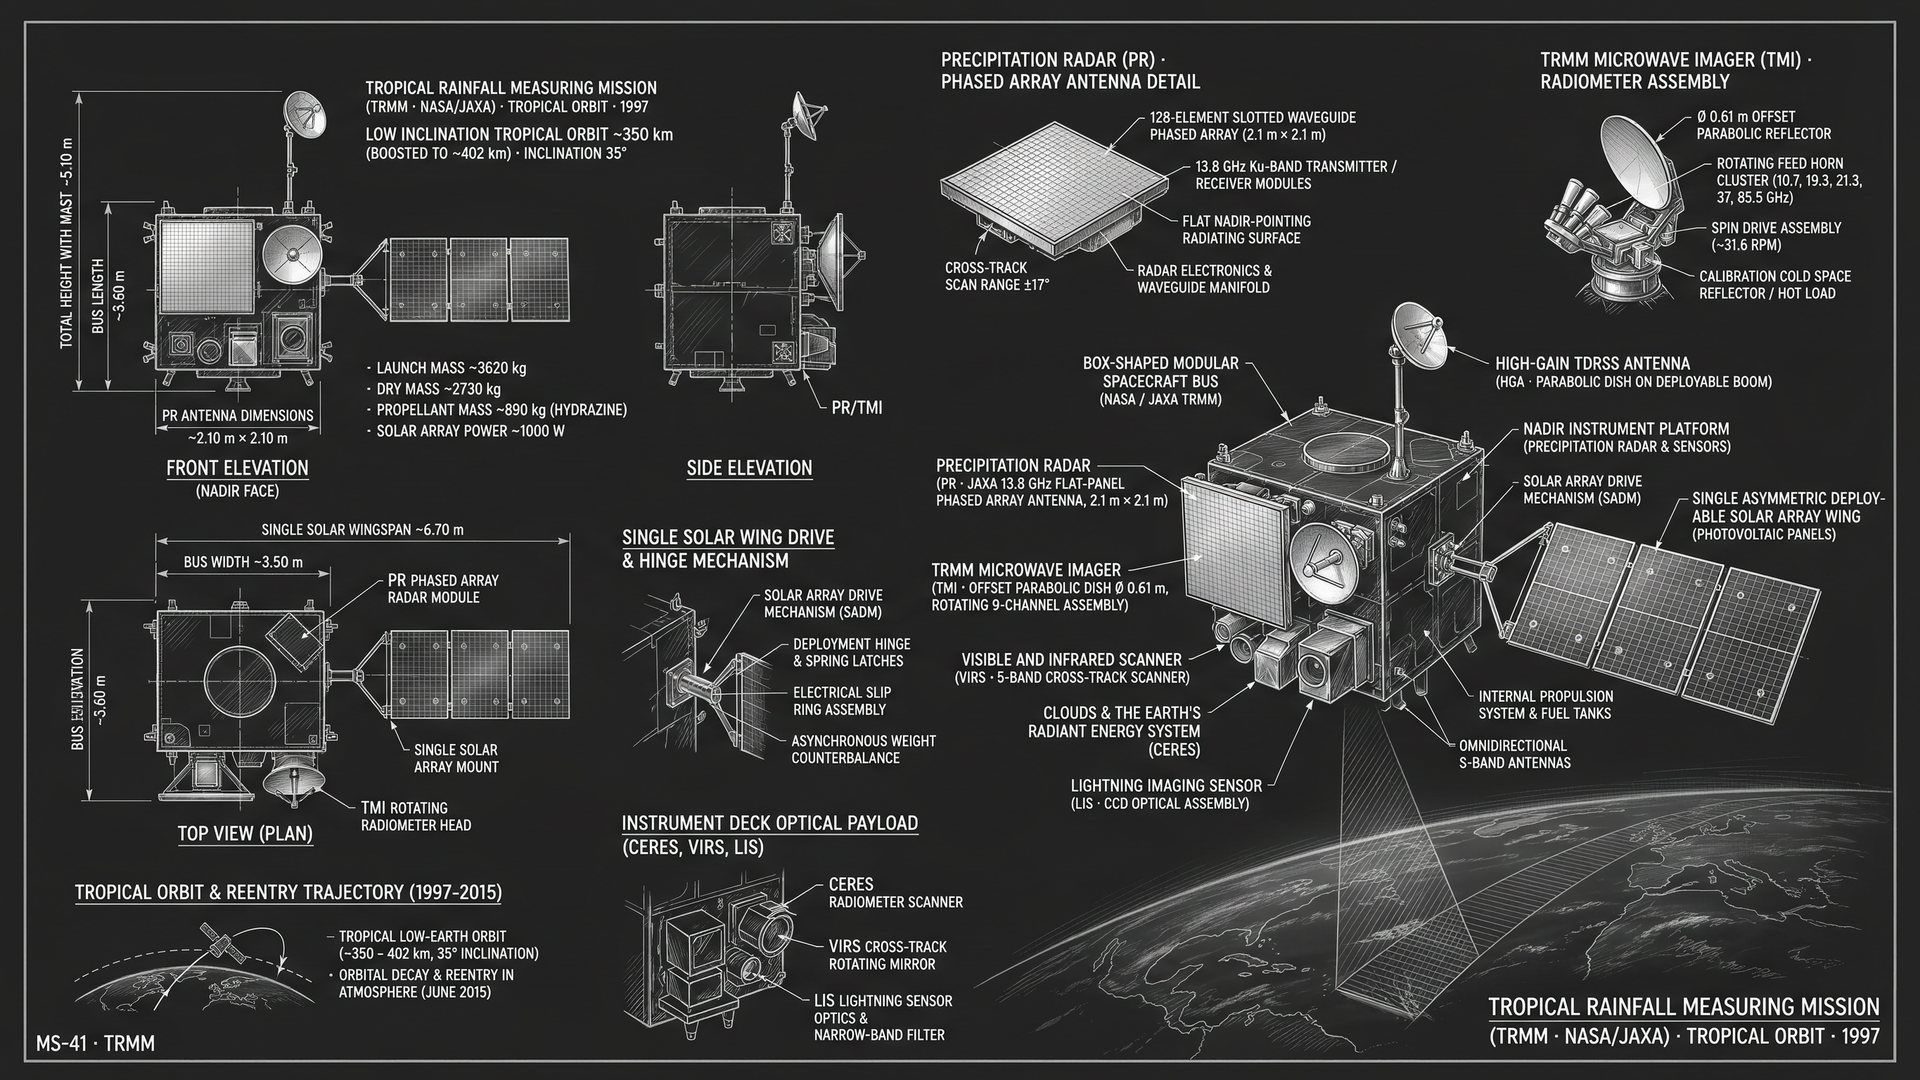 TROPICAL RAINFALL MEASURING MISSION
(TRMM · NASA/JAXA) · TROPICAL ORBIT · 1997
LOW INCLINATION TROPICAL ORBIT ~350 km
(BOOSTED TO ~402 km) · INCLINATION 35°
TOTAL HEIGHT WITH MAST ~5.10 m
BUS LENGTH
~3.60 m
PR ANTENNA DIMENSIONS
~2.10 m × 2.10 m
- LAUNCH MASS ~3620 kg
- DRY MASS ~2730 kg
- PROPELLANT MASS ~890 kg (HYDRAZINE)
- SOLAR ARRAY POWER ~1000 W
FRONT ELEVATION
(NADIR FACE)
PR/TMI
SIDE ELEVATION
SINGLE SOLAR WINGSPAN ~6.70 m
BUS WIDTH ~3.50 m
PR PHASED ARRAY
RADAR MODULE
BUS
~3.60 m
SINGLE SOLAR
ARRAY MOUNT
TMI ROTATING
RADIOMETER HEAD
TOP VIEW (PLAN)
TROPICAL ORBIT & REENTRY TRAJECTORY (1997-2015)
– TROPICAL LOW-EARTH ORBIT
(~350 – 402 km, 35° INCLINATION)
• ORBITAL DECAY & REENTRY IN
ATMOSPHERE (JUNE 2015)
MS-41 · TRMM
SINGLE SOLAR WING DRIVE
& HINGE MECHANISM
SOLAR ARRAY DRIVE
MECHANISM (SADM)
DEPLOYMENT HINGE
& SPRING LATCHES
ELECTRICAL SLIP
RING ASSEMBLY
ASYNCHRONOUS WEIGHT
COUNTERBALANCE
INSTRUMENT DECK OPTICAL PAYLOAD
(CERES, VIRS, LIS)
CERES
RADIOMETER SCANNER
VIRS CROSS-TRACK
ROTATING MIRROR
LIS LIGHTNING SENSOR
OPTICS &
NARROW-BAND FILTER
PRECIPITATION RADAR (PR) ·
PHASED ARRAY ANTENNA DETAIL
128-ELEMENT SLOTTED WAVEGUIDE
PHASED ARRAY (2.1 m × 2.1 m)
13.8 GHz Ku-BAND TRANSMITTER /
RECEIVER MODULES
FLAT NADIR-POINTING
RADIATING SURFACE
CROSS-TRACK
SCAN RANGE ±17°
RADAR ELECTRONICS &
WAVEGUIDE MANIFOLD
TRMM MICROWAVE IMAGER (TMI) ·
RADIOMETER ASSEMBLY
Ø 0.61 m OFFSET
PARABOLIC REFLECTOR
ROTATING FEED HORN
CLUSTER (10.7, 19.3, 21.3,
37, 85.5 GHz)
SPIN DRIVE ASSEMBLY
(~31.6 RPM)
CALIBRATION COLD SPACE
REFLECTOR / HOT LOAD
BOX-SHAPED MODULAR
SPACECRAFT BUS
(NASA / JAXA TRMM)
HIGH-GAIN TDRSS ANTENNA
(HGA · PARABOLIC DISH ON DEPLOYABLE BOOM)
NADIR INSTRUMENT PLATFORM
(PRECIPITATION RADAR & SENSORS)
PRECIPITATION RADAR
(PR · JAXA 13.8 GHz FLAT-PANEL
PHASED ARRAY ANTENNA, 2.1 m × 2.1 m)
SOLAR ARRAY DRIVE
MECHANISM (SADM)
SINGLE ASYMMETRIC DEPLOY-
ABLE SOLAR ARRAY WING
(PHOTOVOLTAIC PANELS)
TRMM MICROWAVE IMAGER
(TMI · OFFSET PARABOLIC DISH Ø 0.61 m,
ROTATING 9-CHANNEL ASSEMBLY)
VISIBLE AND INFRARED SCANNER
(VIRS · 5-BAND CROSS-TRACK SCANNER)
CLOUDS & THE EARTH'S
RADIANT ENERGY SYSTEM
(CERES)
LIGHTNING IMAGING SENSOR
(LIS · CCD OPTICAL ASSEMBLY)
INTERNAL PROPULSION
SYSTEM & FUEL TANKS
OMNIDIRECTIONAL
S-BAND ANTENNAS
TROPICAL RAINFALL MEASURING MISSION
(TRMM · NASA/JAXA) · TROPICAL ORBIT · 1997